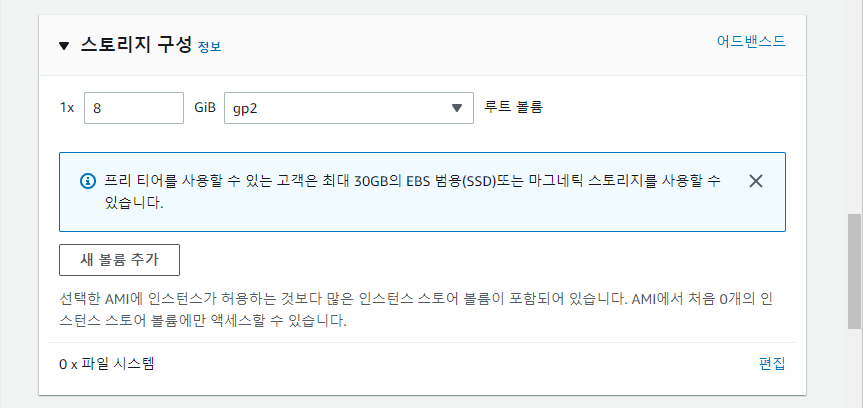 스토리지 구성 정보
어드밴스드
1x 8 GiB gp2 루트 볼륨
프리 티어를 사용할 수 있는 고객은 최대 30GB의 EBS 범용(SSD)또는 마그네틱 스토리지를 사용할 수
있습니다.
새 볼륨 추가
선택한 AMI에 인스턴스가 허용하는 것보다 많은 인스턴스 스토어 볼륨이 포함되어 있습니다. AMI에서 처음 0개의 인
스턴스 스토어 볼륨에만 액세스할 수 있습니다.
0 x 파일 시스템
편집